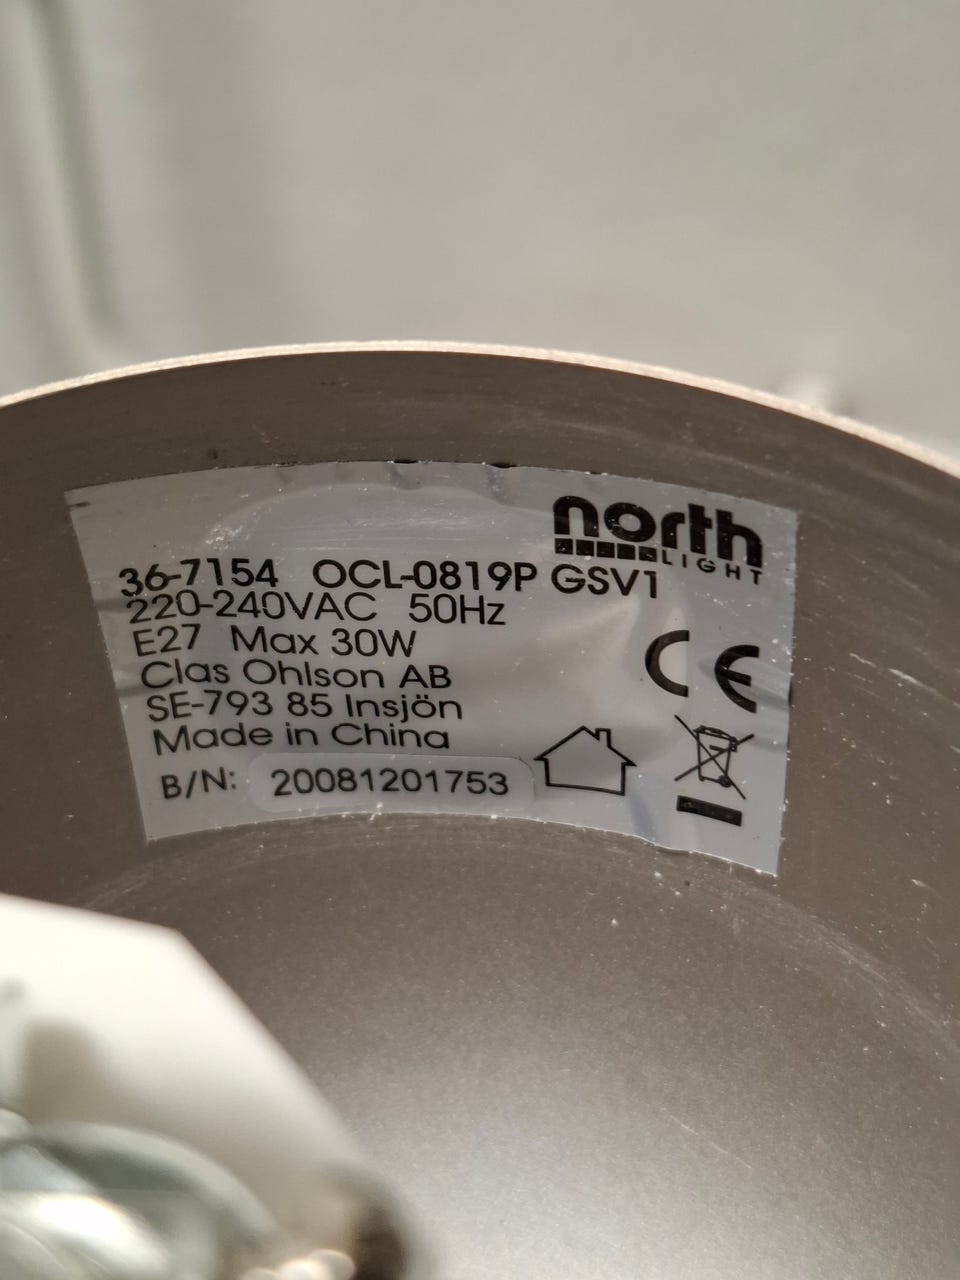 north
LIGHT
36-7154 OCL-0819P GSV1
220-240VAC 50Hz
E27 Max 30W
Clas Ohlson AB
SE-793 85 Insjön
Made in China
B/N: 20081201753
CE